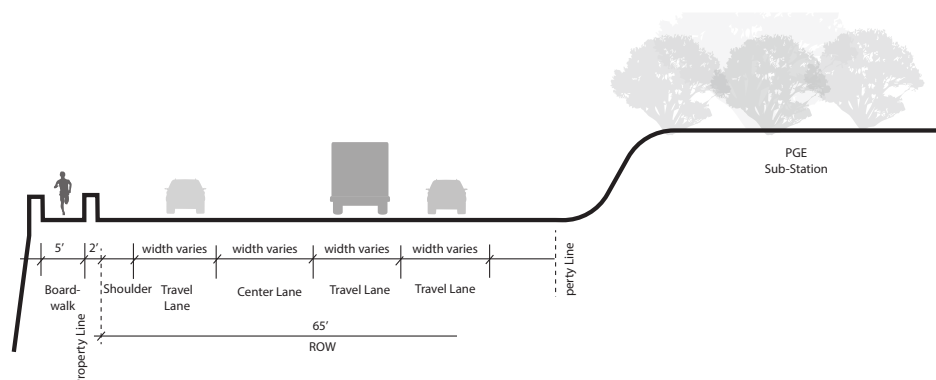 PGE
Sub-Station
5’
2’
width varies
width varies
width varies
width varies
Board-
walk
Shoulder
Travel
Lane
Center Lane
Travel Lane
Travel Lane
perty Line
roperty Line
65’
ROW